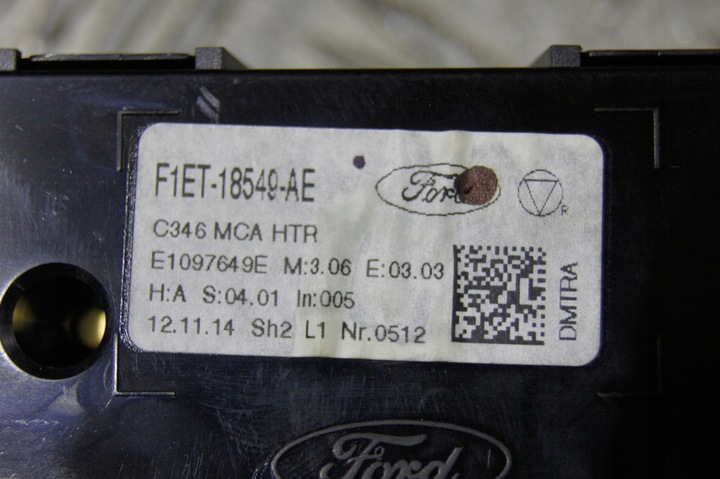 F1ET-18549-AE
Ford
R
C346 MCA HTR
E1097649E M:3.06 E:03.03
H:A S:04.01 In:005
12.11.14 Sh2 L1 Nr.0512
DMTRA
Ford